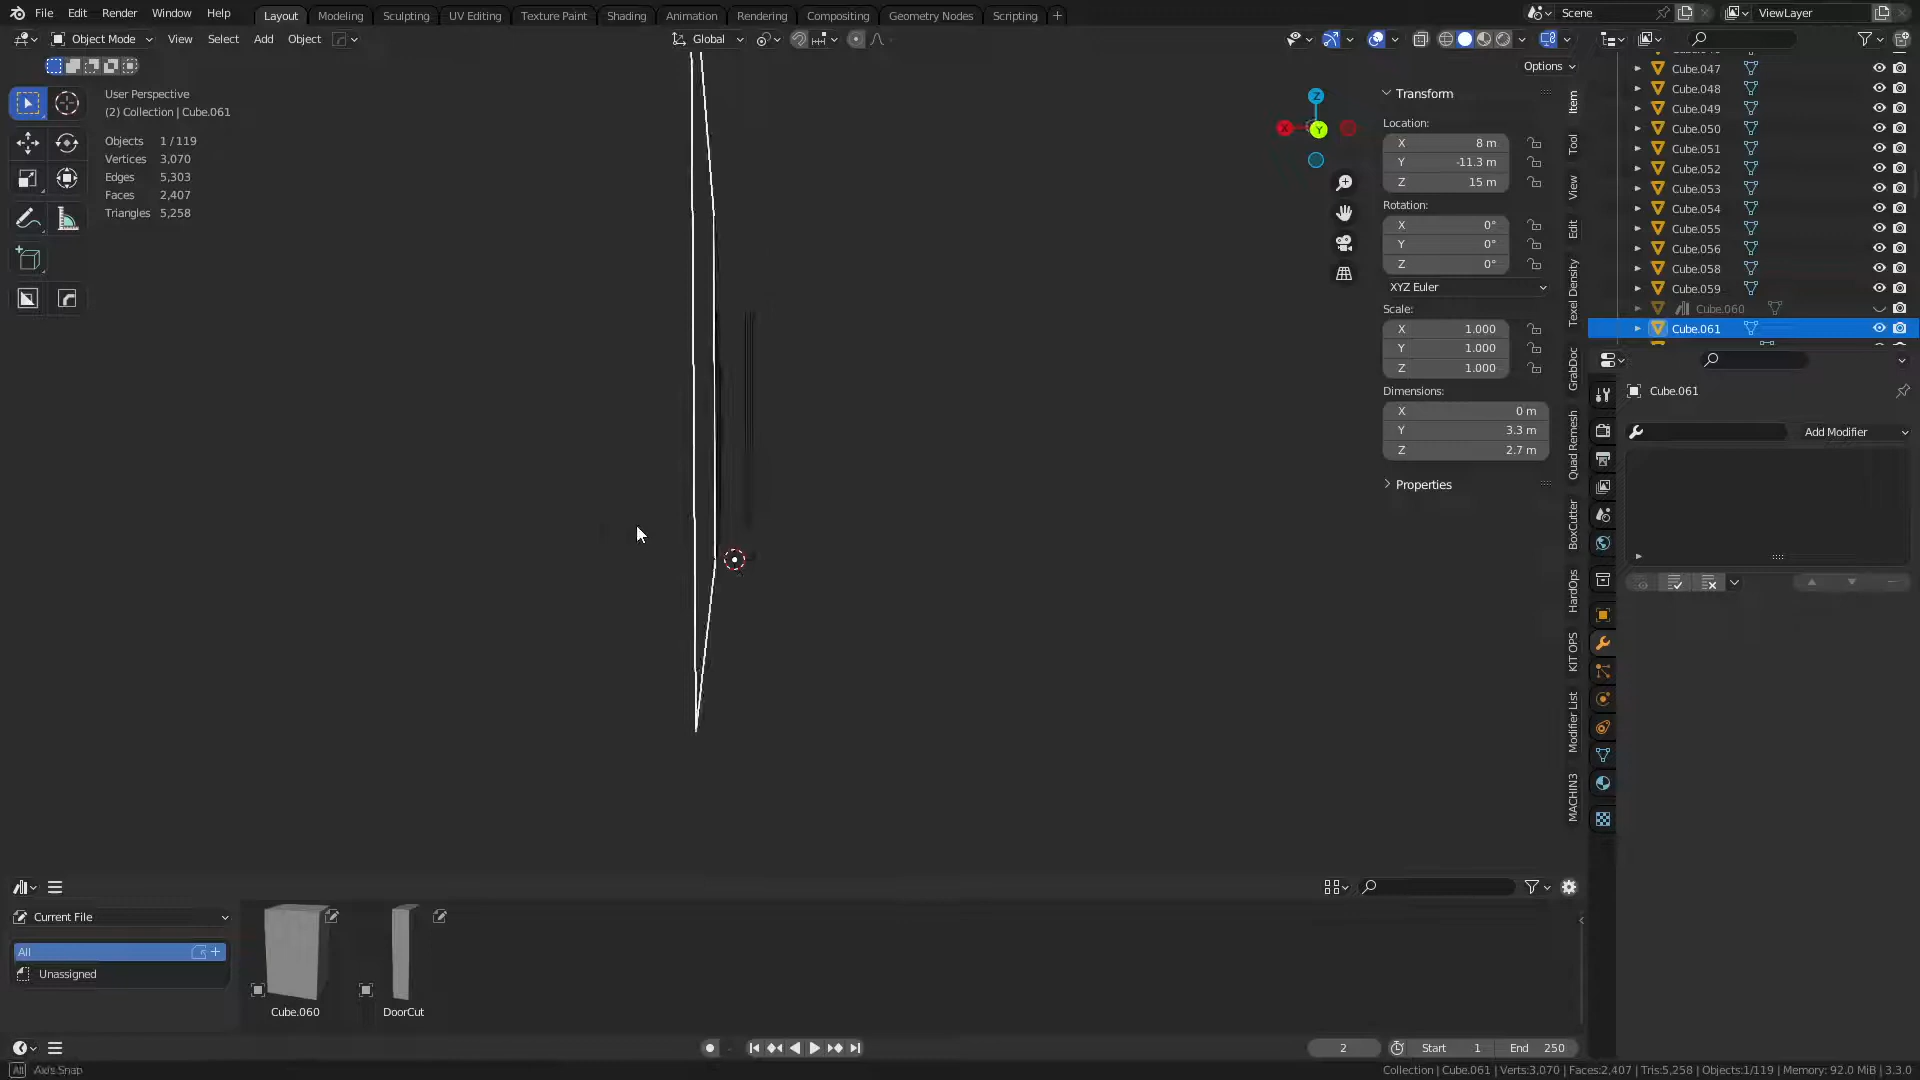 File Edit Render Window Help
Layout Modeling Sculpting UV Editing Texture Paint Shading Animation Rendering Compositing Geometry Nodes Scripting +
Scene
ViewLayer
Object Mode View Select Add Object
Global
Options
User Perspective
(2) Collection | Cube.061
Objects 1 / 119
Vertices 3,070
Edges 5,303
Faces 2,407
Triangles 5,258
Z
X
Y
Transform
Location:
X 8 m
Y -11.3 m
Z 15 m
Rotation:
X 0°
Y 0°
Z 0°
XYZ Euler
Scale:
X 1.000
Y 1.000
Z 1.000
Dimensions:
X 0 m
Y 3.3 m
Z 2.7 m
Properties
Item
Tool
View
Edit
Texel Density
GrabDoc
Quad Remesh
BoxCutter
HardOps
KIT OPS
Modifier List
MACHIN3
Cube.047
Cube.048
Cube.049
Cube.050
Cube.051
Cube.052
Cube.053
Cube.054
Cube.055
Cube.056
Cube.058
Cube.059
Cube.060
Cube.061
Cube.061
Add Modifier
Current File
All
Unassigned
Cube.060
DoorCut
2
Start 1
End 250
Alt Axis Snap
Collection | Cube.061 | Verts:3,070 | Faces:2,407 | Tris:5,258 | Objects:1/119 | Memory: 92.0 MiB | 3.3.0